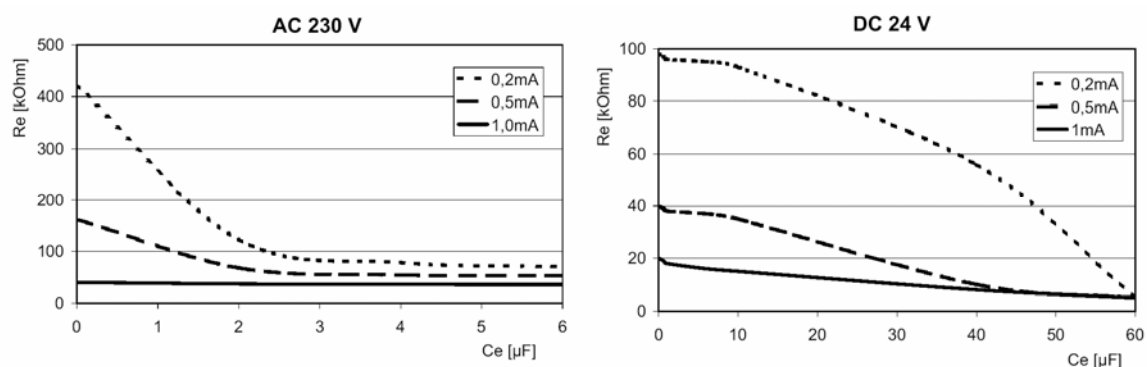 AC 230 V
Re [kOhm]
500
400
300
200
100
0
0,2mA
0,5mA
1,0mA
0 1 2 3 4 5 6
Ce [µF]
DC 24 V
Re [kOhm]
100
80
60
40
20
0
0,2mA
0,5mA
1mA
0 10 20 30 40 50 60
Ce [µF]